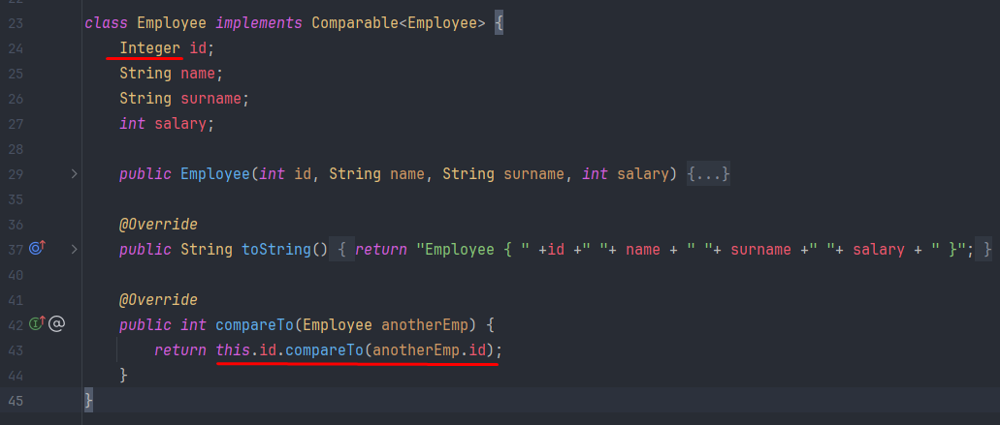 22
23 class Employee implements Comparable<Employee> {
24 Integer id;
25 String name;
26 String surname;
27 int salary;
28
29 public Employee(int id, String name, String surname, int salary) {...}
35
36 @Override
37 public String toString() { return "Employee { " +id +" "+ name + " "+ surname +" "+ salary + " }"; }
40
41 @Override
42 @ public int compareTo(Employee anotherEmp) {
43 return this.id.compareTo(anotherEmp.id);
44 }
45 }